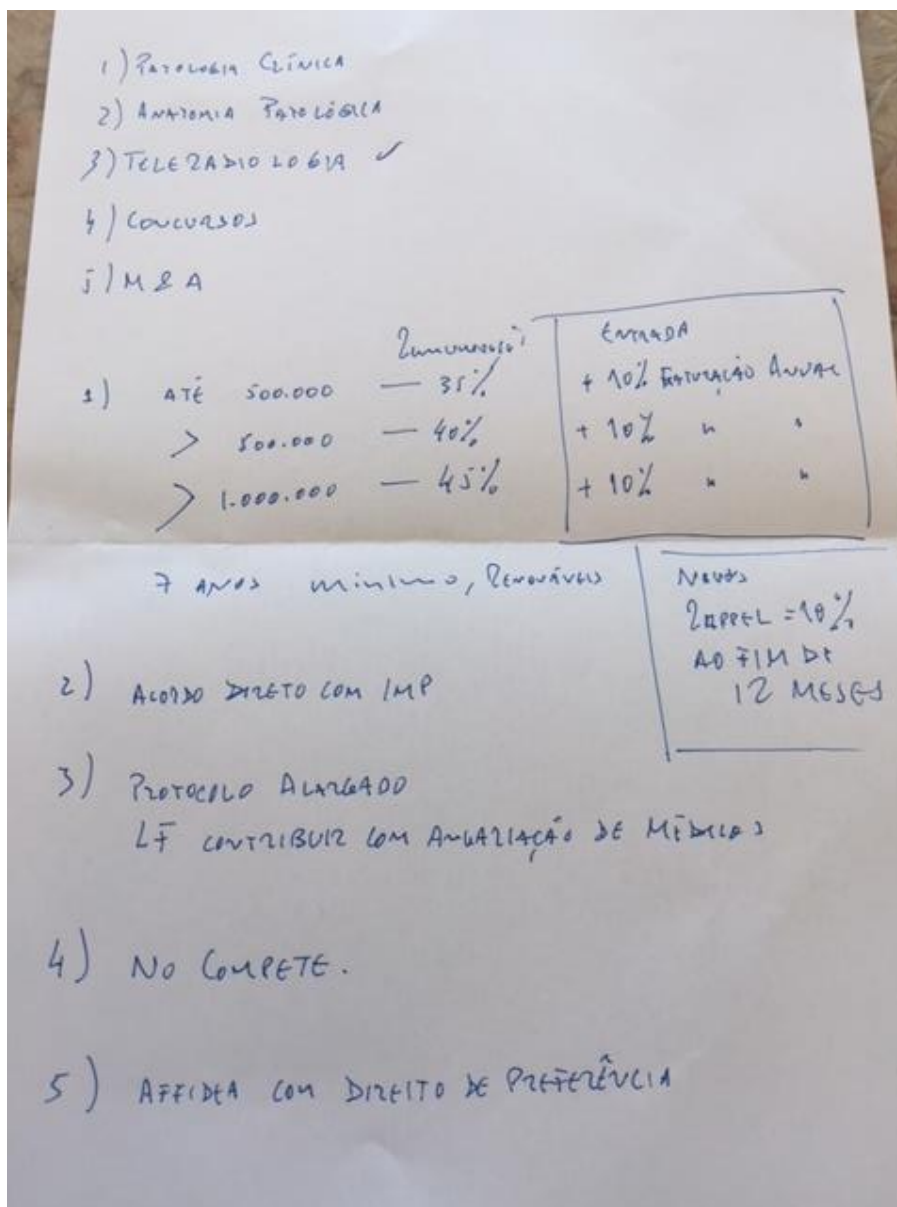 1) PATOLOGIA CLÍNICA
2) ANATOMIA PATOLÓGICA
3) TELERADIOLOGIA ✓
4) CONCURSOS
5) M & A
Remuneração ENTRADA
1) ATÉ 500.000 — 35% + 10% FATURAÇÃO ANUAL
> 500.000 — 40% + 10% " "
> 1.000.000 — 45% + 10% " "
7 ANOS mínimo, RENOVÁVEIS
NOVOS
RAPPEL = 10%
AO FIM DE
12 MESES
2) ACORDO DIRETO COM IMP
3) PROTOCOLO ALARGADO
LF CONTRIBUIR COM ANGARIAÇÃO DE MÉDICOS
4) NO COMPETE.
5) AFFIDEA COM DIREITO DE PREFERÊNCIA